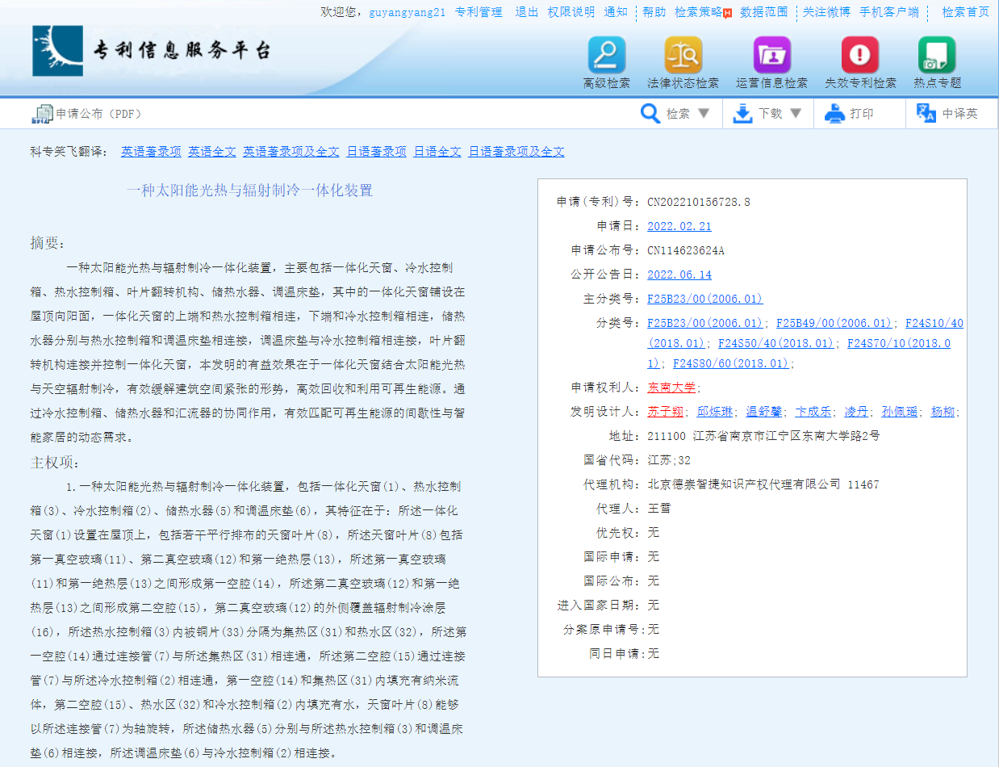 欢迎您，guyangyang21 专利管理 退出 权限说明 通知 帮助 检索策略H 数据范围 关注微博 手机客户端 检索首页
专利信息服务平台
高级检索 法律状态检索 运营信息检索 失效专利检索 热点专题
申请公布（PDF） 检索 下载 打印 中译英
科专笑飞翻译： 英语著录项 英语全文 英语著录项及全文 日语著录项 日语全文 日语著录项及全文
一种太阳能光热与辐射制冷一体化装置
摘要：
一种太阳能光热与辐射制冷一体化装置，主要包括一体化天窗、冷水控制
箱、热水控制箱、叶片翻转机构、储热水器、调温床垫，其中的一体化天窗铺设在
屋顶向阳面，一体化天窗的上端和热水控制箱相连，下端和冷水控制箱相连，储热
水器分别与热水控制箱和调温床垫相连接，调温床垫与冷水控制箱相连接，叶片翻
转机构连接并控制一体化天窗，本发明的有益效果在于一体化天窗结合太阳能光热
与天空辐射制冷，有效缓解建筑空间紧张的形势，高效回收和利用可再生能源。通
过冷水控制箱、储热水器和汇流器的协同作用，有效匹配可再生能源的间歇性与智
能家居的动态需求。
主权项：
1.一种太阳能光热与辐射制冷一体化装置，包括一体化天窗(1)、热水控制
箱(3)、冷水控制箱(2)、储热水器(5)和调温床垫(6)，其特征在于：所述一体化
天窗(1)设置在屋顶上，包括若干平行排布的天窗叶片(8)，所述天窗叶片(8)包括
第一真空玻璃(11)、第二真空玻璃(12)和第一绝热层(13)，所述第一真空玻璃
(11)和第一绝热层(13)之间形成第一空腔(14)，所述第二真空玻璃(12)和第一绝
热层(13)之间形成第二空腔(15)，第二真空玻璃(12)的外侧覆盖辐射制冷涂层
(16)，所述热水控制箱(3)内被铜片(33)分隔为集热区(31)和热水区(32)，所述第
一空腔(14)通过连接管(7)与所述集热区(31)相连通，所述第二空腔(15)通过连接
管(7)与所述冷水控制箱(2)相连通，第一空腔(14)和集热区(31)内填充有纳米流
体，第二空腔(15)、热水区(32)和冷水控制箱(2)内填充有水，天窗叶片(8)能够
以所述连接管(7)为轴旋转，所述储热水器(5)分别与所述热水控制箱(3)和调温床
垫(6)相连接，所述调温床垫(6)与冷水控制箱(2)相连接。
申请(专利)号： CN202210156728.8
申请日： 2022.02.21
申请公布号： CN114623624A
公开公告日： 2022.06.14
主分类号： F25B23/00(2006.01)
分类号： F25B23/00(2006.01); F25B49/00(2006.01); F24S10/40
(2018.01); F24S50/40(2018.01); F24S70/10(2018.0
1); F24S80/60(2018.01);
申请权利人： 东南大学;
发明设计人： 苏子翔; 邱烁琳; 温舒馨; 卞成乐; 凌丹; 孙佩瑶; 杨柳;
地址： 211100 江苏省南京市江宁区东南大学路2号
国省代码： 江苏;32
代理机构： 北京德崇智捷知识产权代理有限公司 11467
代理人： 王雪
优先权： 无
国际申请： 无
国际公布： 无
进入国家日期： 无
分案原申请号: 无
同日申请: 无